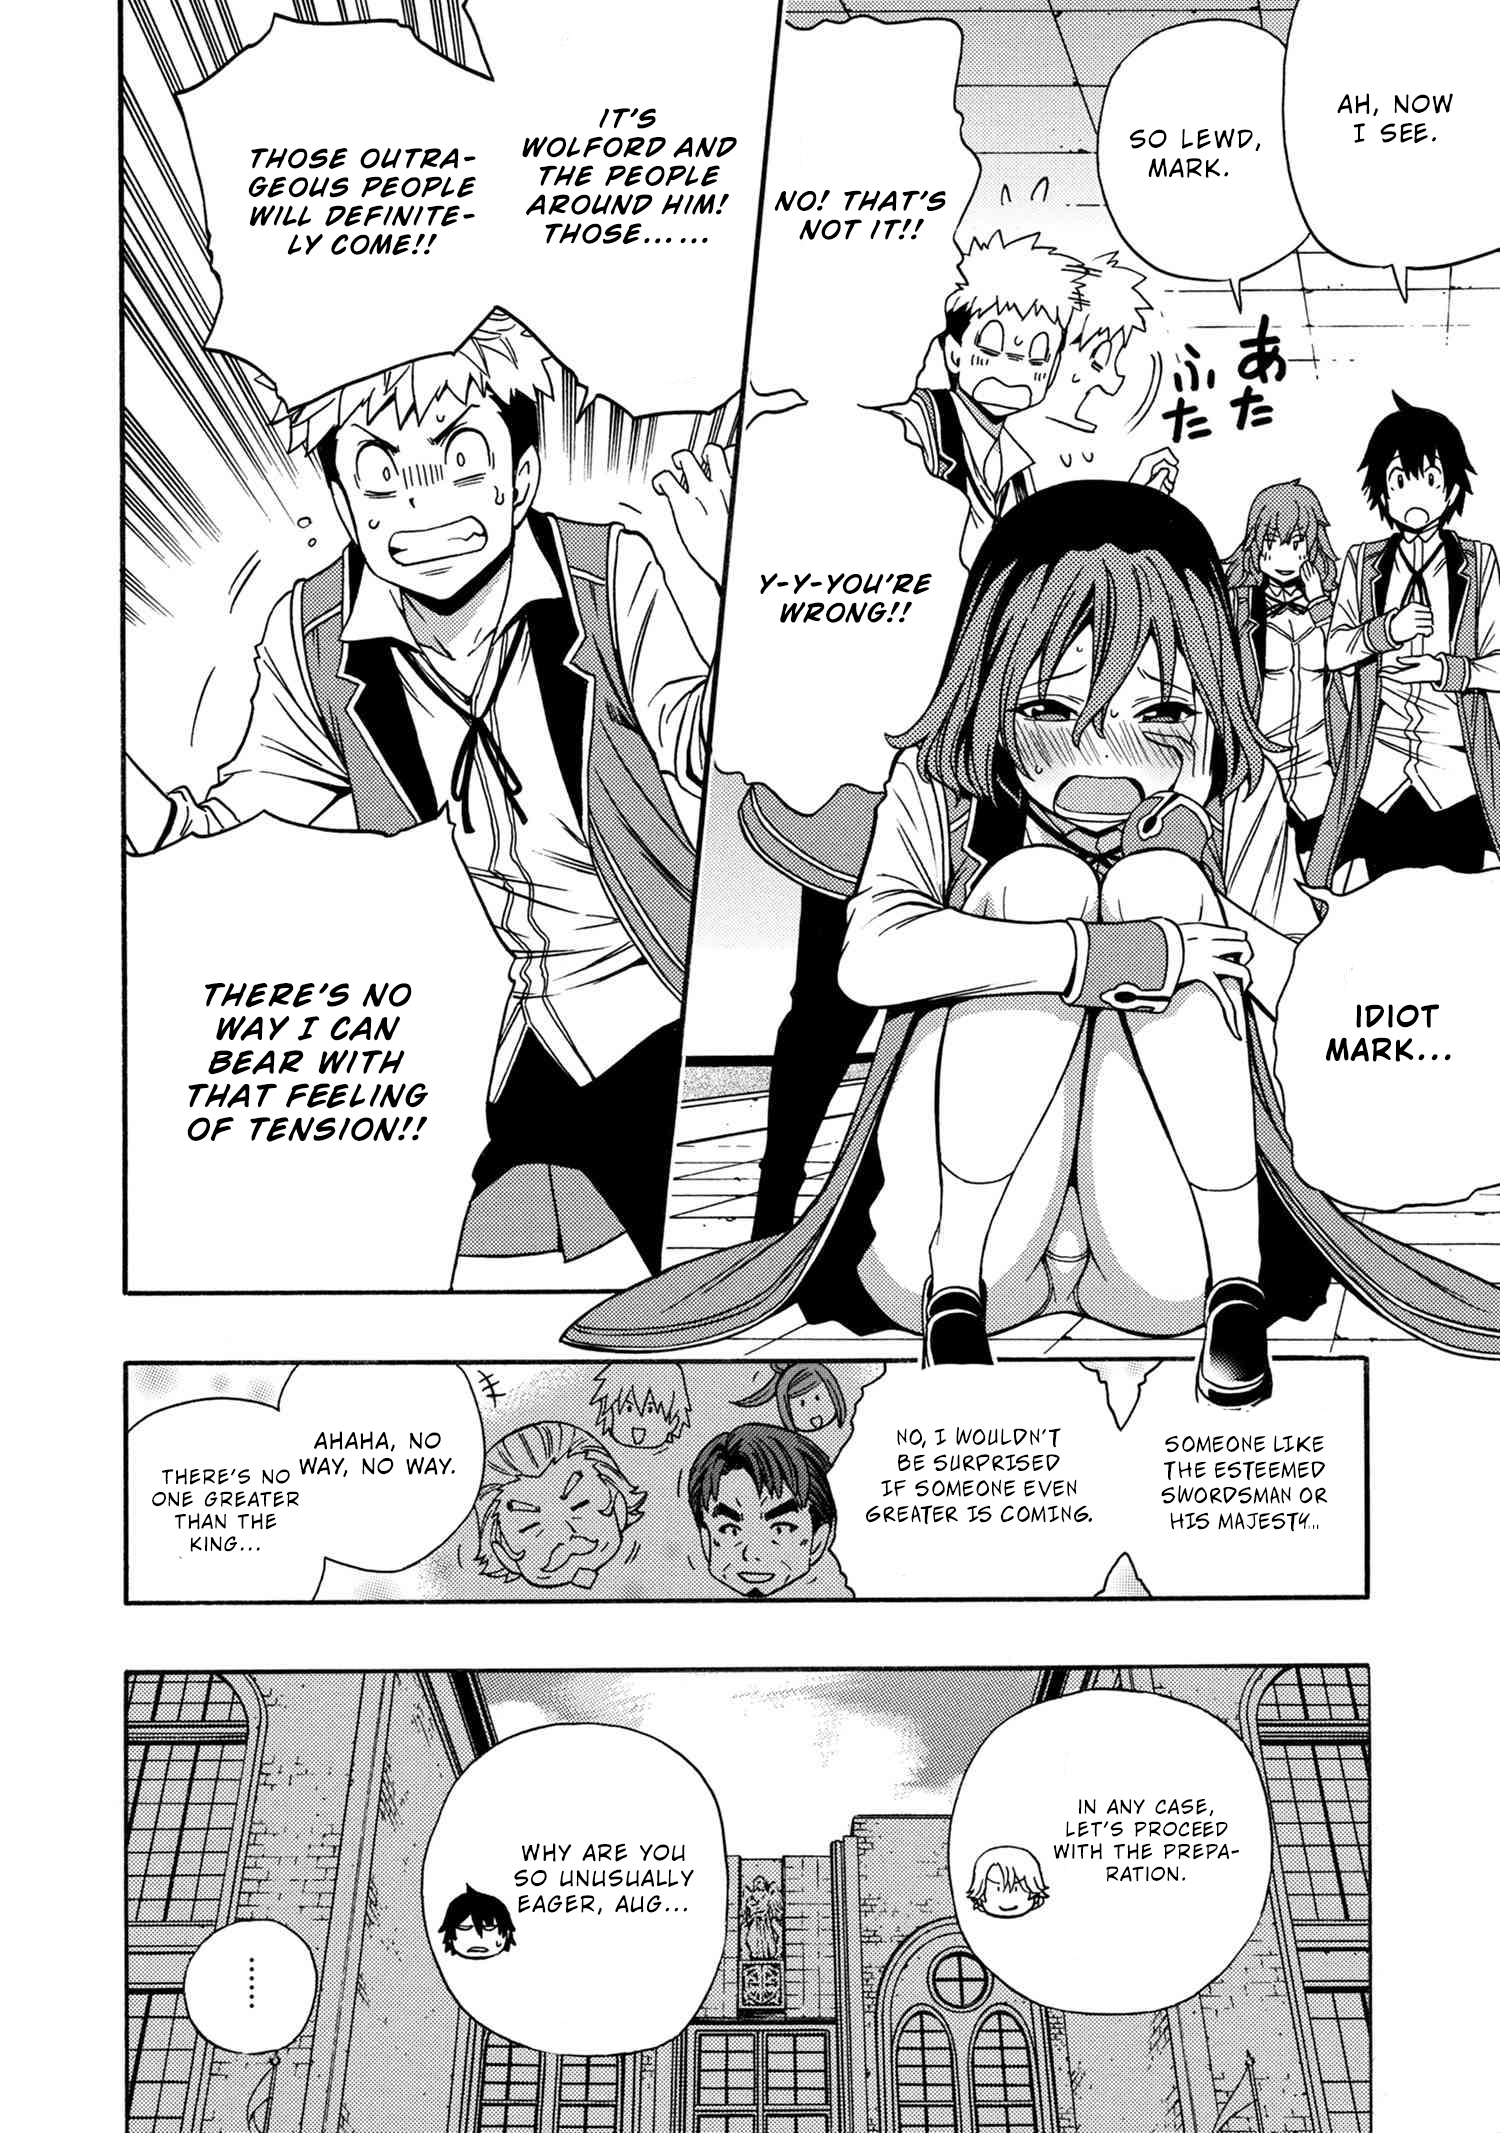 AH, NOW
I SEE.
SO LEWD,
MARK.
あた
ふた
NO! THAT'S
NOT IT!!
Y-Y-YOU'RE
WRONG!!
IDIOT
MARK...
IT'S
WOLFORD AND
THE PEOPLE
AROUND HIM!
THOSE......
THOSE OUTRA-
GEOUS PEOPLE
WILL DEFINITE-
LY COME!!
THERE'S NO
WAY I CAN
BEAR WITH
THAT FEELING
OF TENSION!!
SOMEONE LIKE
THE ESTEEMED
SWORDSMAN OR
HIS MAJESTY...
NO, I WOULDN'T
BE SURPRISED
IF SOMEONE EVEN
GREATER IS COMING.
AHAHA, NO
WAY, NO WAY.
THERE'S NO
ONE GREATER
THAN THE
KING...
IN ANY CASE,
LET'S PROCEED
WITH THE PREPA-
RATION.
WHY ARE YOU
SO UNUSUALLY
EAGER, AUG...
........